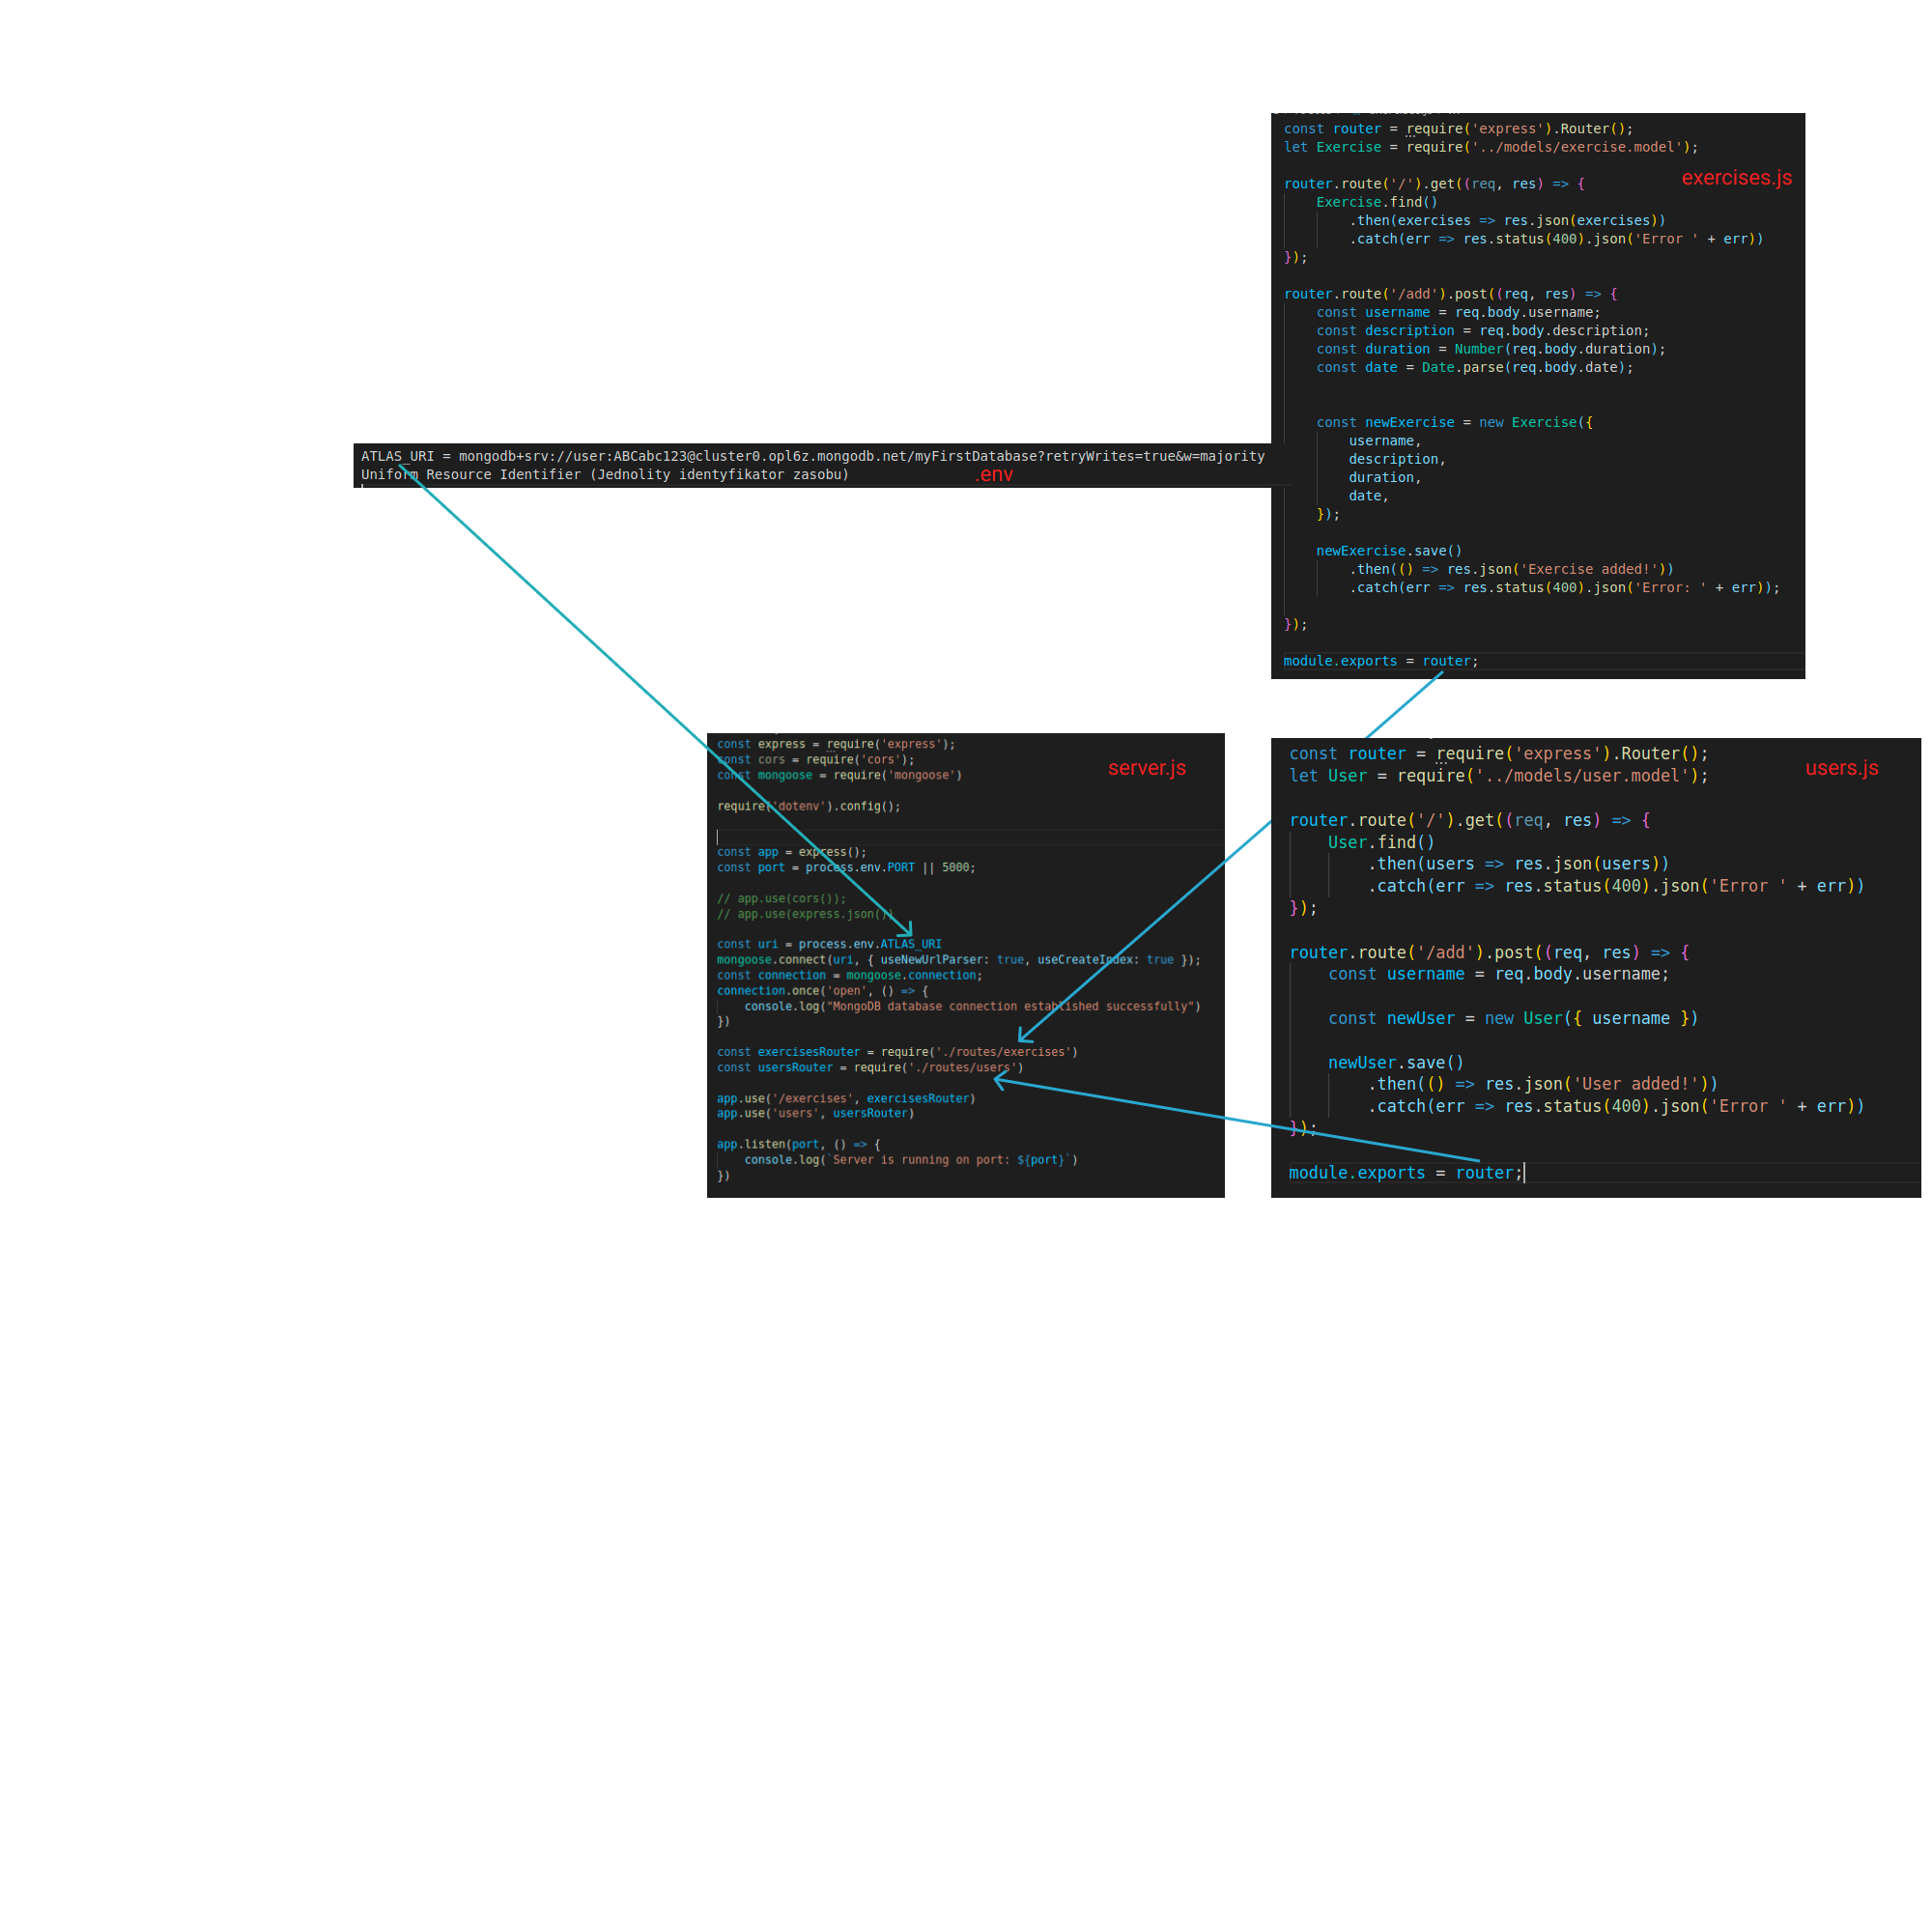 const router = require('express').Router();
let Exercise = require('../models/exercise.model');
exercises.js
router.route('/').get((req, res) => {
    Exercise.find()
        .then(exercises => res.json(exercises))
        .catch(err => res.status(400).json('Error ' + err))
});
router.route('/add').post((req, res) => {
    const username = req.body.username;
    const description = req.body.description;
    const duration = Number(req.body.duration);
    const date = Date.parse(req.body.date);
    const newExercise = new Exercise({
        username,
        description,
        duration,
        date,
    });
    newExercise.save()
        .then(() => res.json('Exercise added!'))
        .catch(err => res.status(400).json('Error: ' + err));
});
module.exports = router;
ATLAS_URI = mongodb+srv://user:ABCabc123@cluster0.opl6z.mongodb.net/myFirstDatabase?retryWrites=true&w=majority
Uniform Resource Identifier (Jednolity identyfikator zasobu)
.env
const express = require('express');
const cors = require('cors');
const mongoose = require('mongoose')
server.js
require('dotenv').config();
const app = express();
const port = process.env.PORT || 5000;
// app.use(cors());
// app.use(express.json())
const uri = process.env.ATLAS_URI
mongoose.connect(uri, { useNewUrlParser: true, useCreateIndex: true });
const connection = mongoose.connection;
connection.once('open', () => {
    console.log("MongoDB database connection established successfully")
})
const exercisesRouter = require('./routes/exercises')
const usersRouter = require('./routes/users')
app.use('/exercises', exercisesRouter)
app.use('users', usersRouter)
app.listen(port, () => {
    console.log(`Server is running on port: ${port}`)
})
const router = require('express').Router();
let User = require('../models/user.model');
users.js
router.route('/').get((req, res) => {
    User.find()
        .then(users => res.json(users))
        .catch(err => res.status(400).json('Error ' + err))
});
router.route('/add').post((req, res) => {
    const username = req.body.username;
    const newUser = new User({ username })
    newUser.save()
        .then(() => res.json('User added!'))
        .catch(err => res.status(400).json('Error ' + err))
});
module.exports = router;